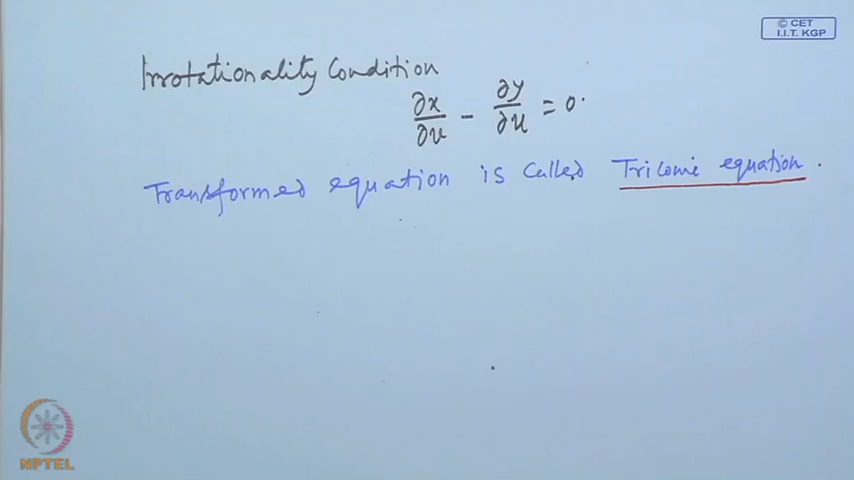 © CET
I.I.T. KGP
Irrotationality Condition
∂x/∂v - ∂y/∂u = 0.
Transformed equation is called Tricomi equation.
NPTEL